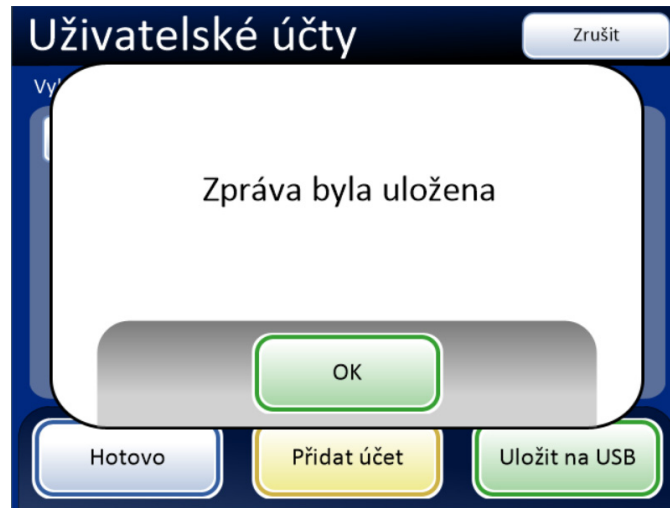 Uživatelské účty
Zrušit
Zpráva byla uložena
OK
Hotovo
Přidat účet
Uložit na USB